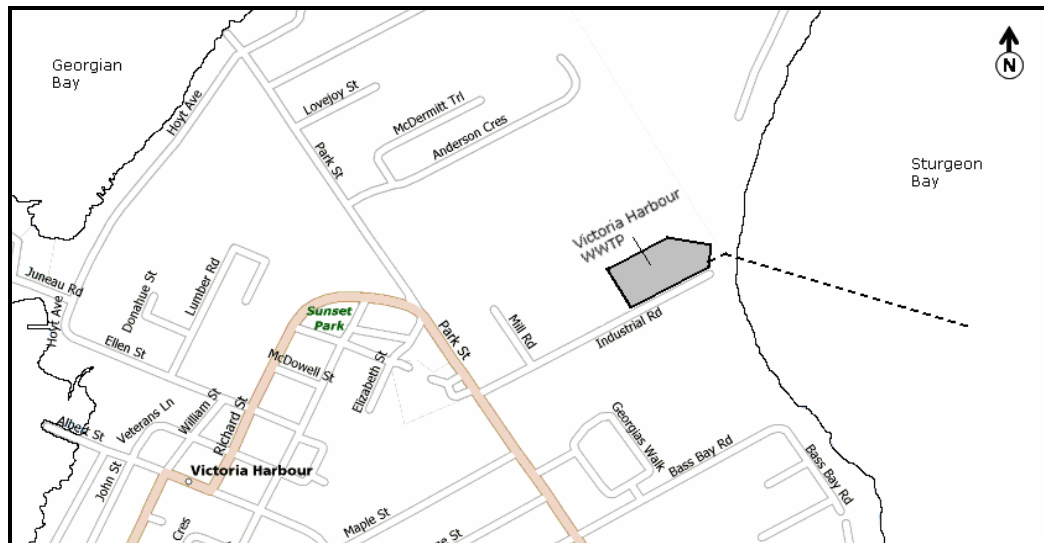 Georgian
Bay
N
Hoyt Ave
Lovejoy St
McDermitt Trl
Anderson Cres
Park St
Sturgeon
Bay
Victoria Harbour
WWTP
Juneau Rd
Hoyt Ave
Donahue St
Lumber Rd
Ellen St
Sunset
Park
McDowell St
Elizabeth St
Park St
Mill Rd
Industrial Rd
Albert St
Veterans Ln
William St
Richard St
John St
Victoria Harbour
Georgias Walk
Bass Bay Rd
Bass Bay Rd
Maple St
Cres
St